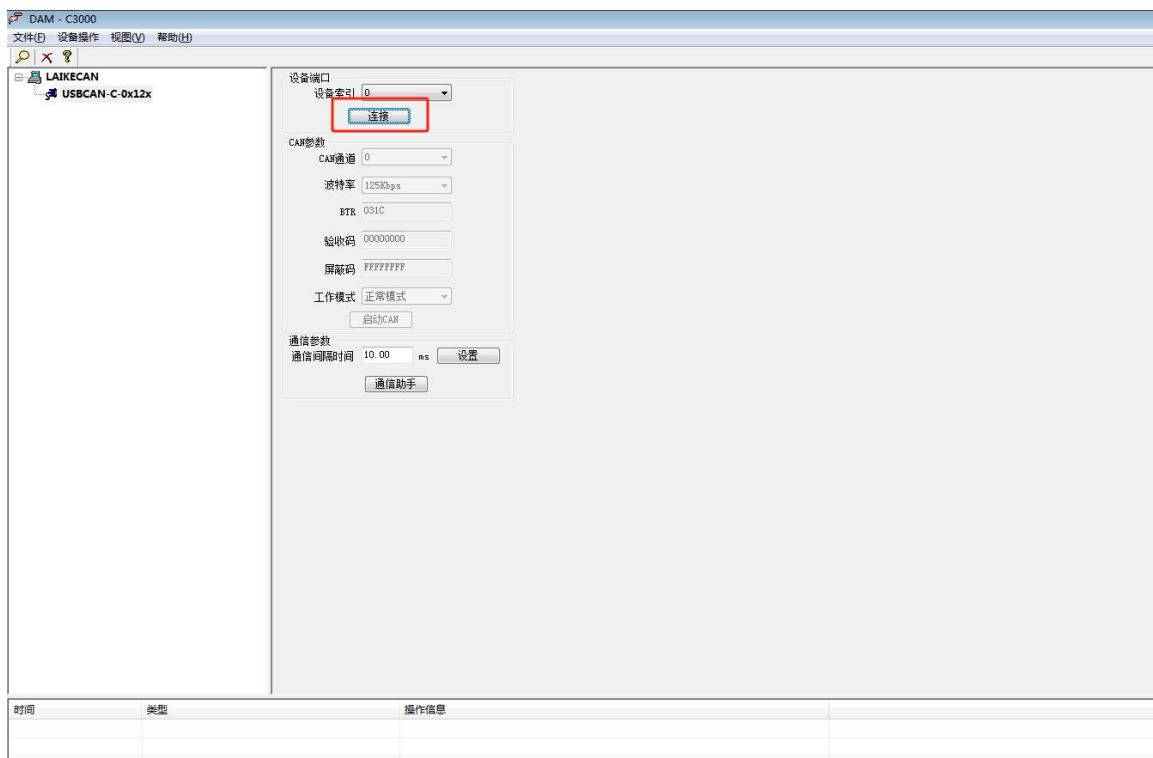 DAM - C3000
文件(F) 设备操作 视图(V) 帮助(H)
LAIKECAN
USBCAN-C-0x12x
设备端口
设备索引 0
连接
CAN参数
CAN通道 0
波特率 125Kbps
BTR 031C
验收码 00000000
屏蔽码 FFFFFFFF
工作模式 正常模式
启动CAN
通信参数
通信间隔时间 10.00 ms 设置
通信助手
时间 类型 操作信息